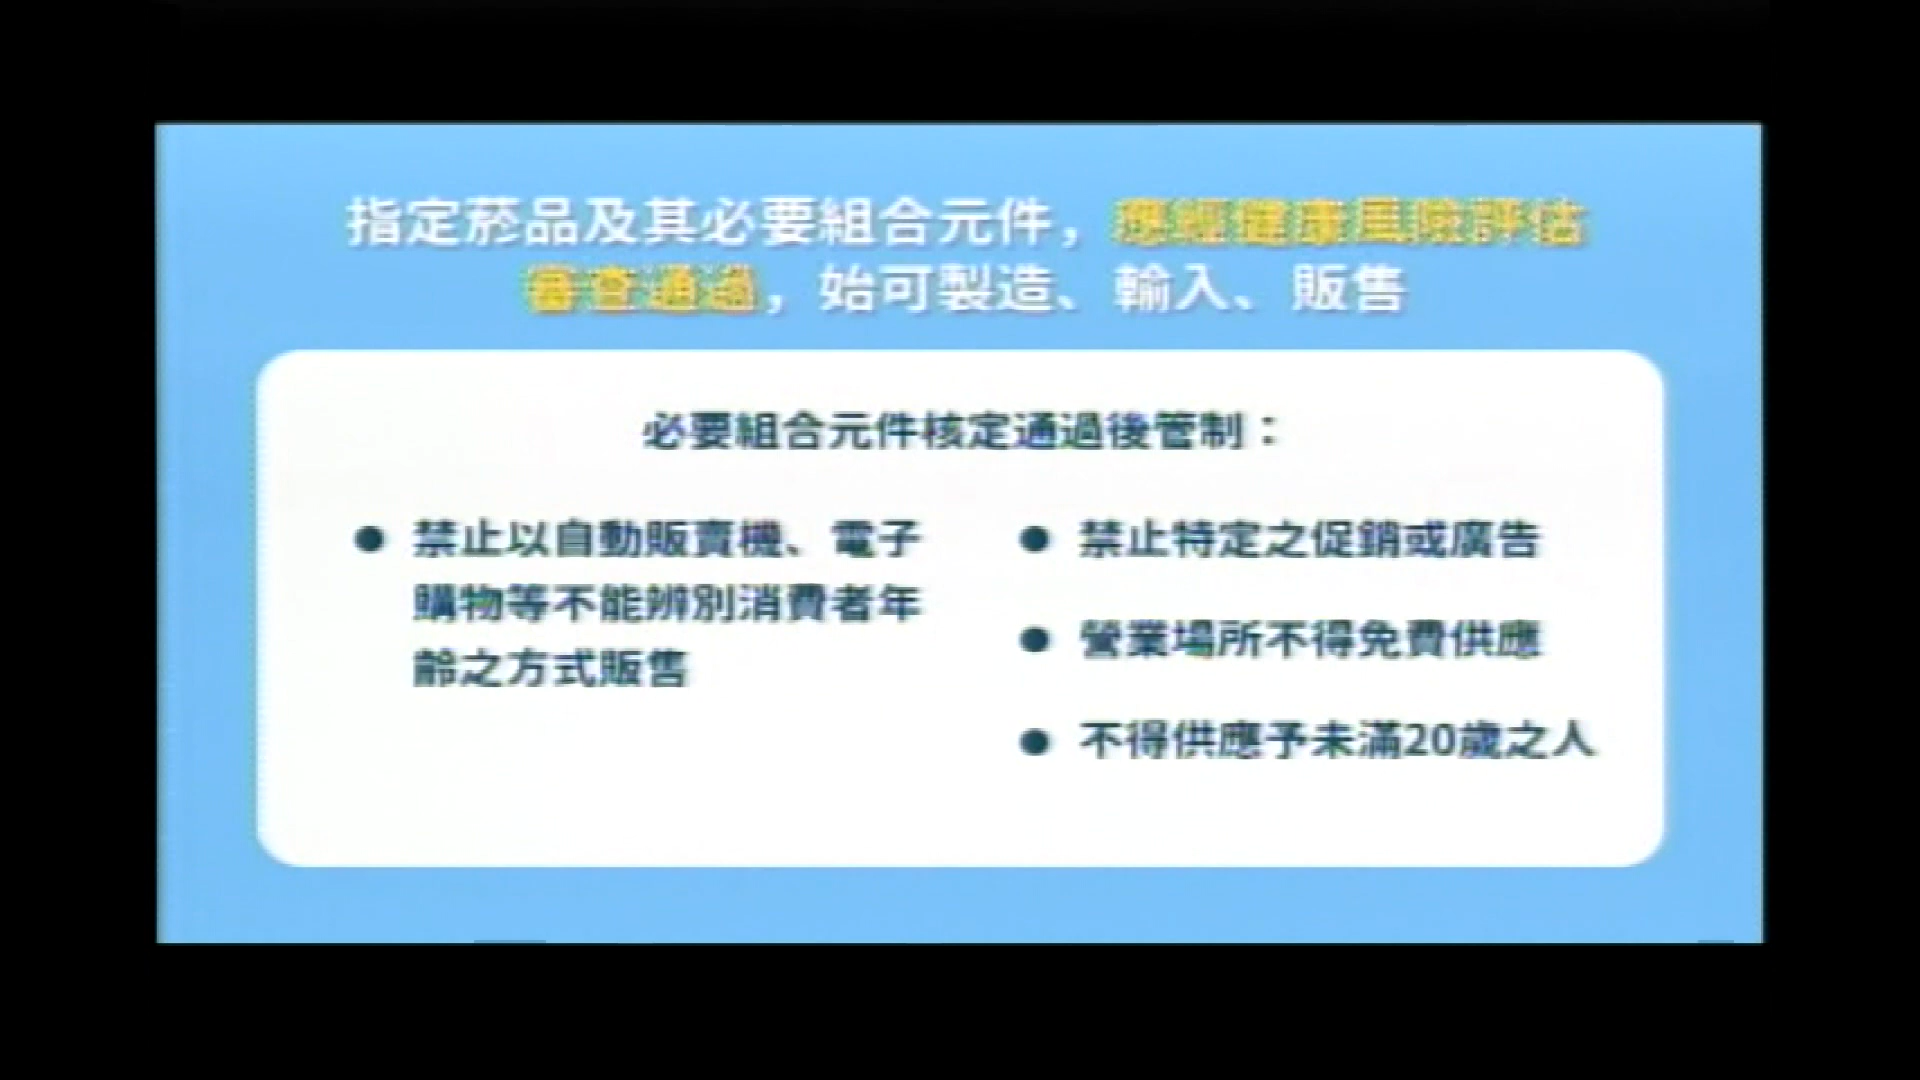 指定菸品及其必要組合元件，應經健康風險評估
審查通過，始可製造、輸入、販售
必要組合元件核定通過後管制：
禁止以自動販賣機、電子
購物等不能辨別消費者年
齡之方式販售
禁止特定之促銷或廣告
營業場所不得免費供應
不得供應予未滿20歲之人